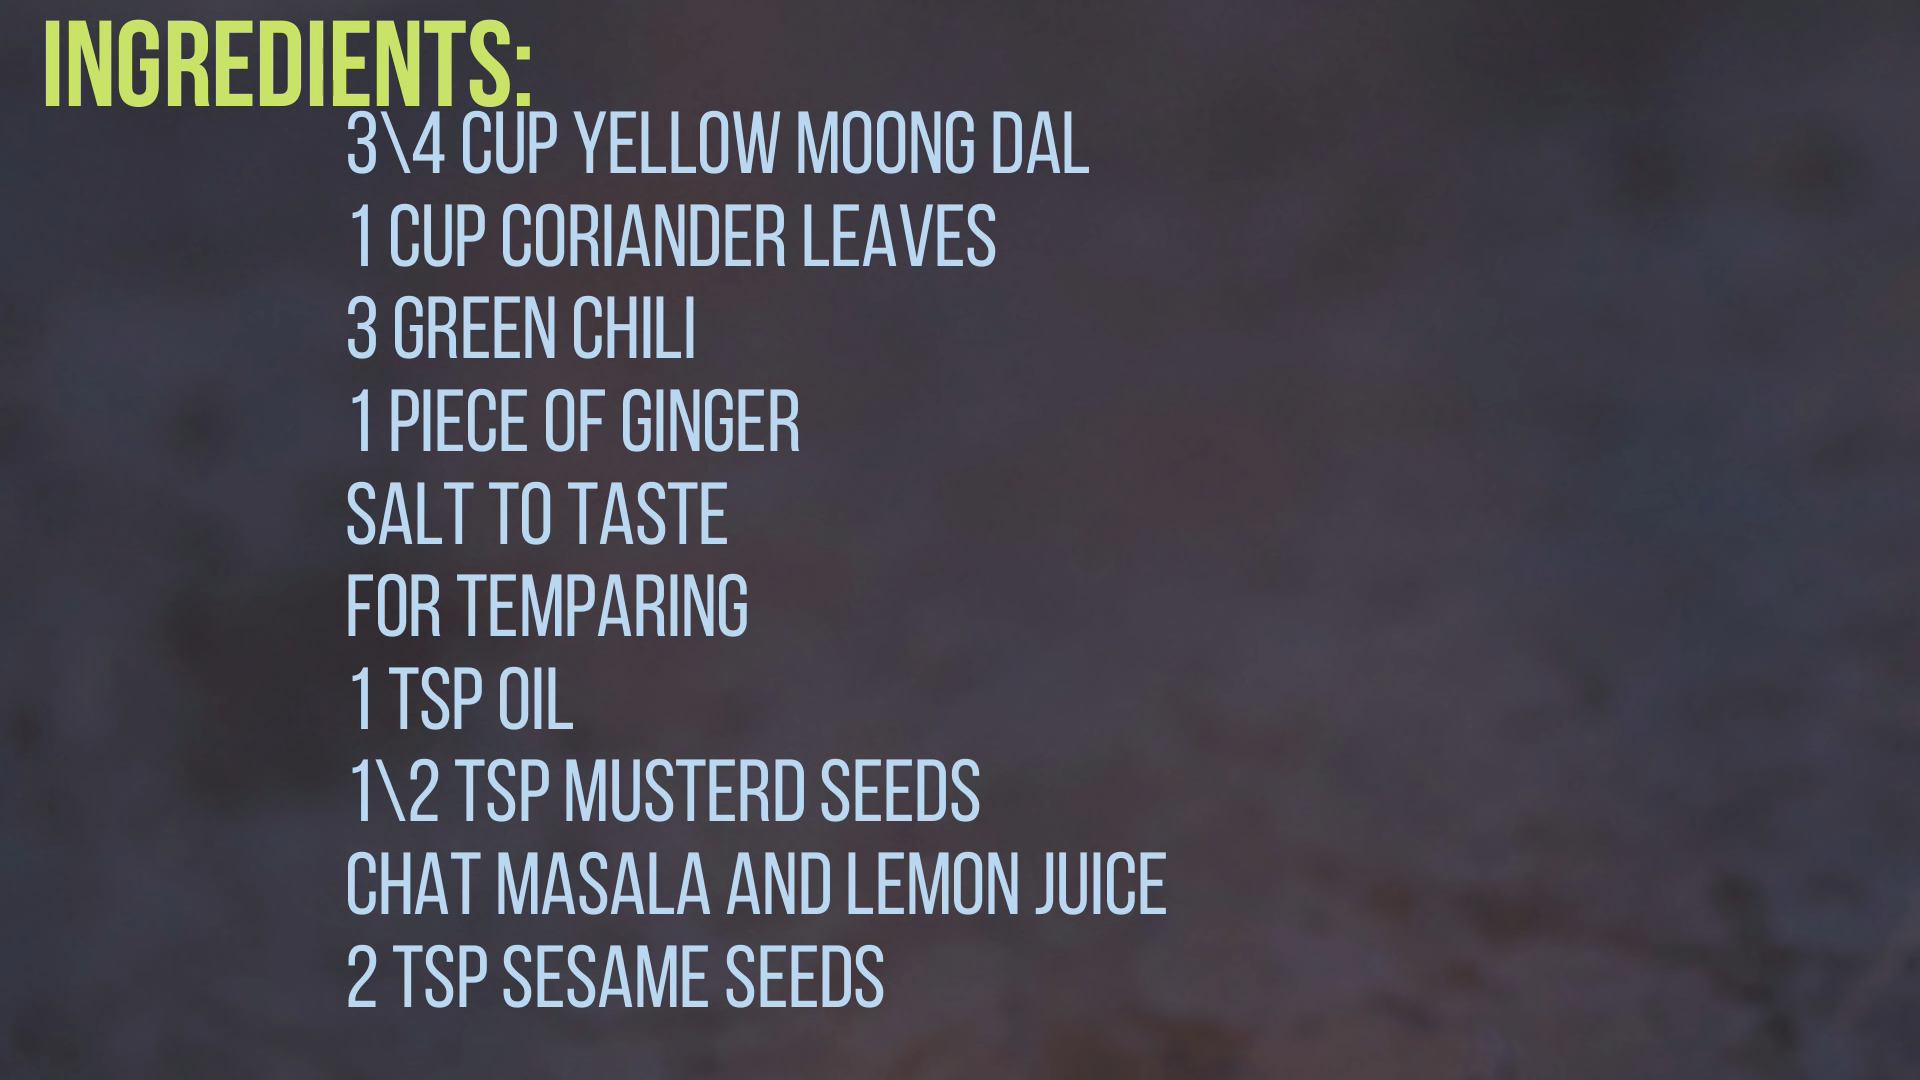 INGREDIENTS:
3\4 CUP YELLOW MOONG DAL
1 CUP CORIANDER LEAVES
3 GREEN CHILI
1 PIECE OF GINGER
SALT TO TASTE
FOR TEMPARING
1 TSP OIL
1\2 TSP MUSTERD SEEDS
CHAT MASALA AND LEMON JUICE
2 TSP SESAME SEEDS